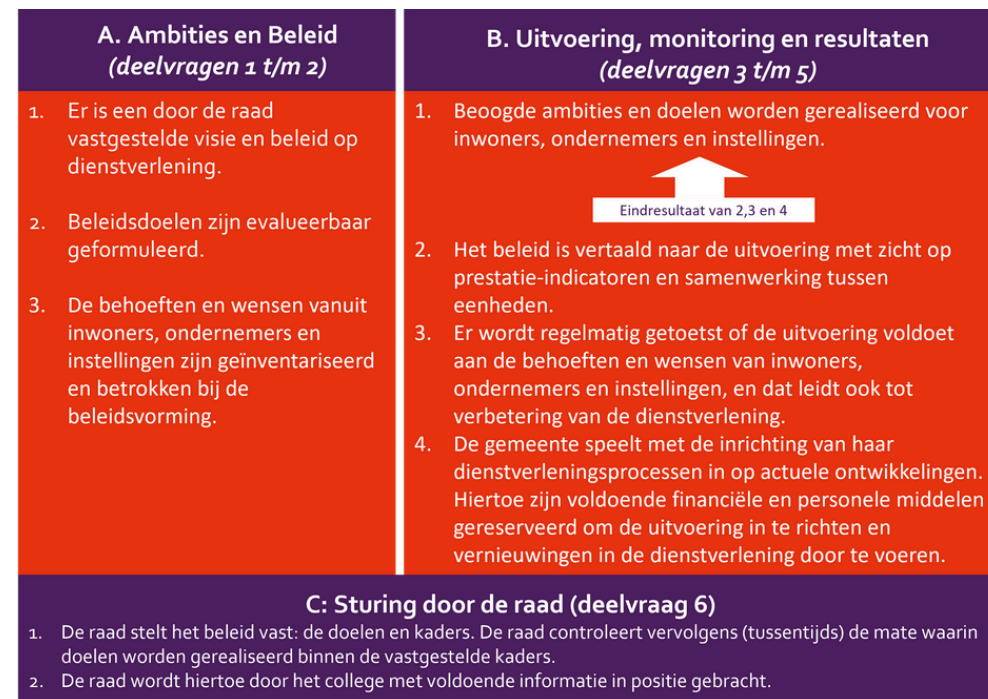 A. Ambities en Beleid
(deelvragen 1 t/m 2)
1. Er is een door de raad
vastgestelde visie en beleid op
dienstverlening.
2. Beleidsdoelen zijn evalueerbaar
geformuleerd.
3. De behoeften en wensen vanuit
inwoners, ondernemers en
instellingen zijn geïnventariseerd
en betrokken bij de
beleidsvorming.
B. Uitvoering, monitoring en resultaten
(deelvragen 3 t/m 5)
1. Beoogde ambities en doelen worden gerealiseerd voor
inwoners, ondernemers en instellingen.
Eindresultaat van 2,3 en 4
2. Het beleid is vertaald naar de uitvoering met zicht op
prestatie-indicatoren en samenwerking tussen
eenheden.
3. Er wordt regelmatig getoetst of de uitvoering voldoet
aan de behoeften en wensen van inwoners,
ondernemers en instellingen, en dat leidt ook tot
verbetering van de dienstverlening.
4. De gemeente speelt met de inrichting van haar
dienstverleningsprocessen in op actuele ontwikkelingen.
Hiertoe zijn voldoende financiële en personele middelen
gereserveerd om de uitvoering in te richten en
vernieuwingen in de dienstverlening door te voeren.
C: Sturing door de raad (deelvraag 6)
1. De raad stelt het beleid vast: de doelen en kaders. De raad controleert vervolgens (tussentijds) de mate waarin
doelen worden gerealiseerd binnen de vastgestelde kaders.
2. De raad wordt hiertoe door het college met voldoende informatie in positie gebracht.